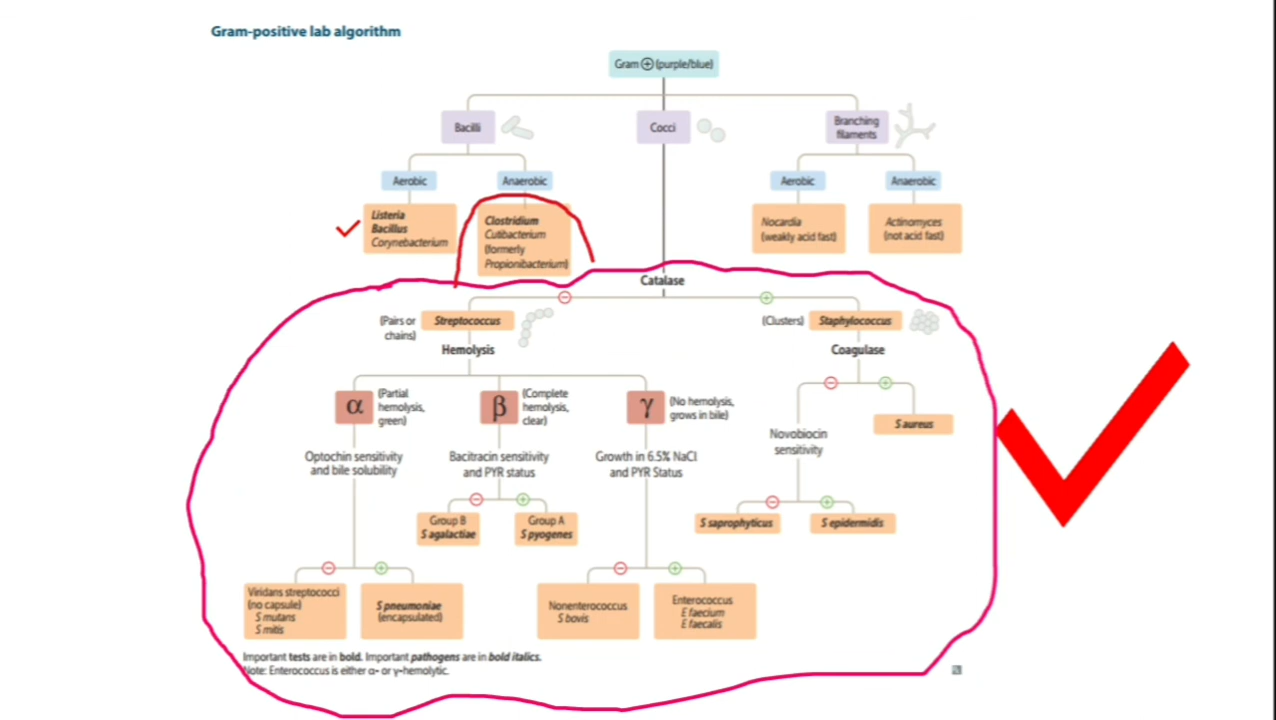 Gram-positive lab algorithm
Gram ⊕ (purple/blue)
Bacilli
Cocci
Branching
filaments
Aerobic
Anaerobic
Aerobic
Anaerobic
Listeria
Bacillus
Corynebacterium
Clostridium
Cutibacterium
(formerly
Propionibacterium)
Nocardia
(weakly acid fast)
Actinomyces
(not acid fast)
Catalase
⊖
⊕
(Pairs or
chains)
Streptococcus
(Clusters)
Staphylococcus
Hemolysis
Coagulase
α
(Partial
hemolysis,
green)
β
(Complete
hemolysis,
clear)
γ
(No hemolysis,
grows in bile)
⊖
⊕
S aureus
Novobiocin
sensitivity
Optochin sensitivity
and bile solubility
Bacitracin sensitivity
and PYR status
Growth in 6.5% NaCl
and PYR Status
⊖
⊕
⊖
⊕
Group B
S agalactiae
Group A
S pyogenes
S saprophyticus
S epidermidis
⊖
⊕
⊖
⊕
Viridans streptococci
(no capsule)
S mutans
S mitis
S pneumoniae
(encapsulated)
Nonenterococcus
S bovis
Enterococcus
E faecium
E faecalis
Important tests are in bold. Important pathogens are in bold italics.
Note: Enterococcus is either α- or γ-hemolytic.